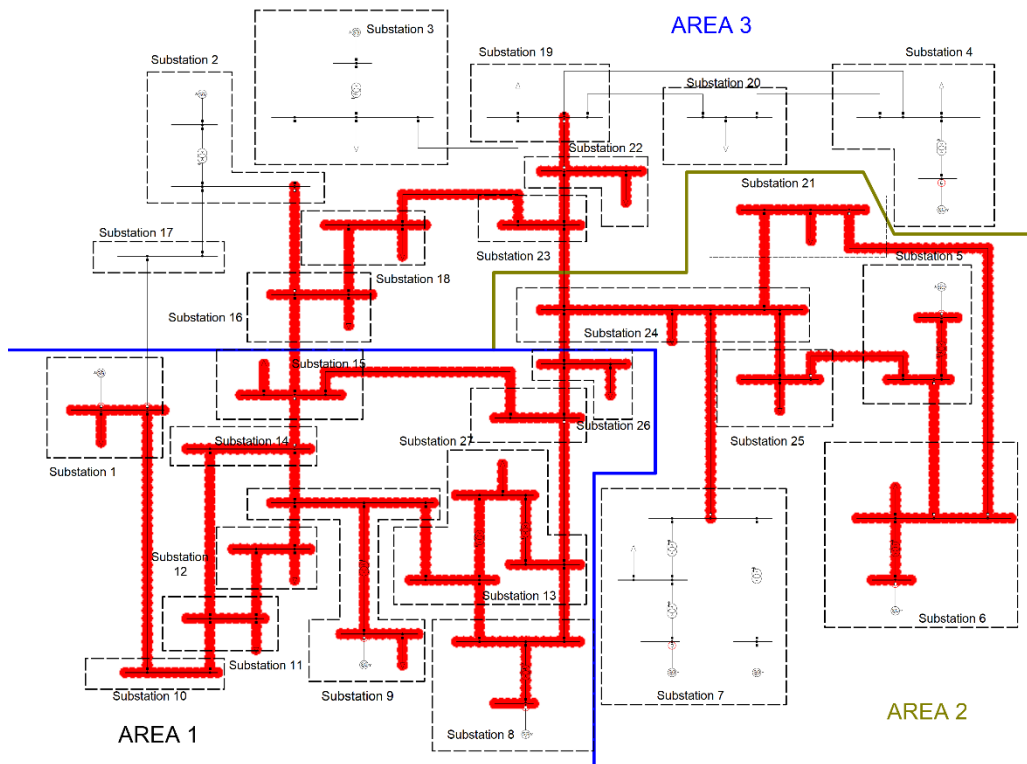 AREA 3
Substation 3
Substation 19
Substation 4
Substation 2
Substation 20
Substation 22
Substation 21
Substation 17
Substation 23
Substation 5
Substation 18
Substation 16
Substation 24
Substation 15
Substation 26
Substation 14
Substation 27
Substation 25
Substation 1
Substation
12
Substation 13
Substation 6
Substation 11
Substation 10
Substation 9
Substation 7
AREA 2
AREA 1
Substation 8